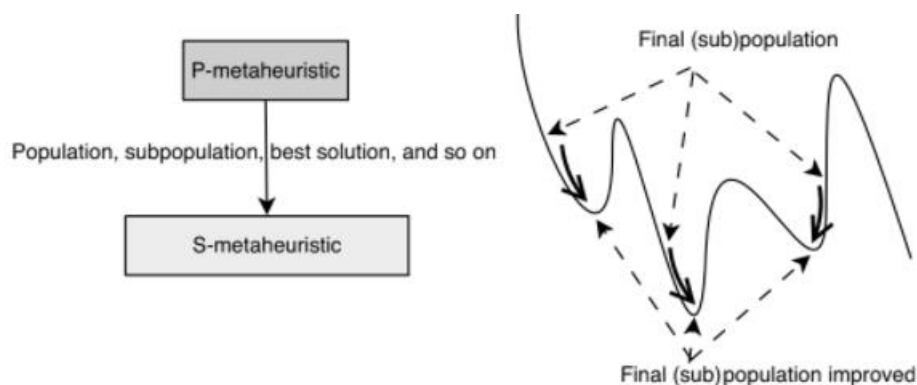 P-metaheuristic
Population, subpopulation, best solution, and so on
S-metaheuristic
Final (sub)population
Final (sub)population improved